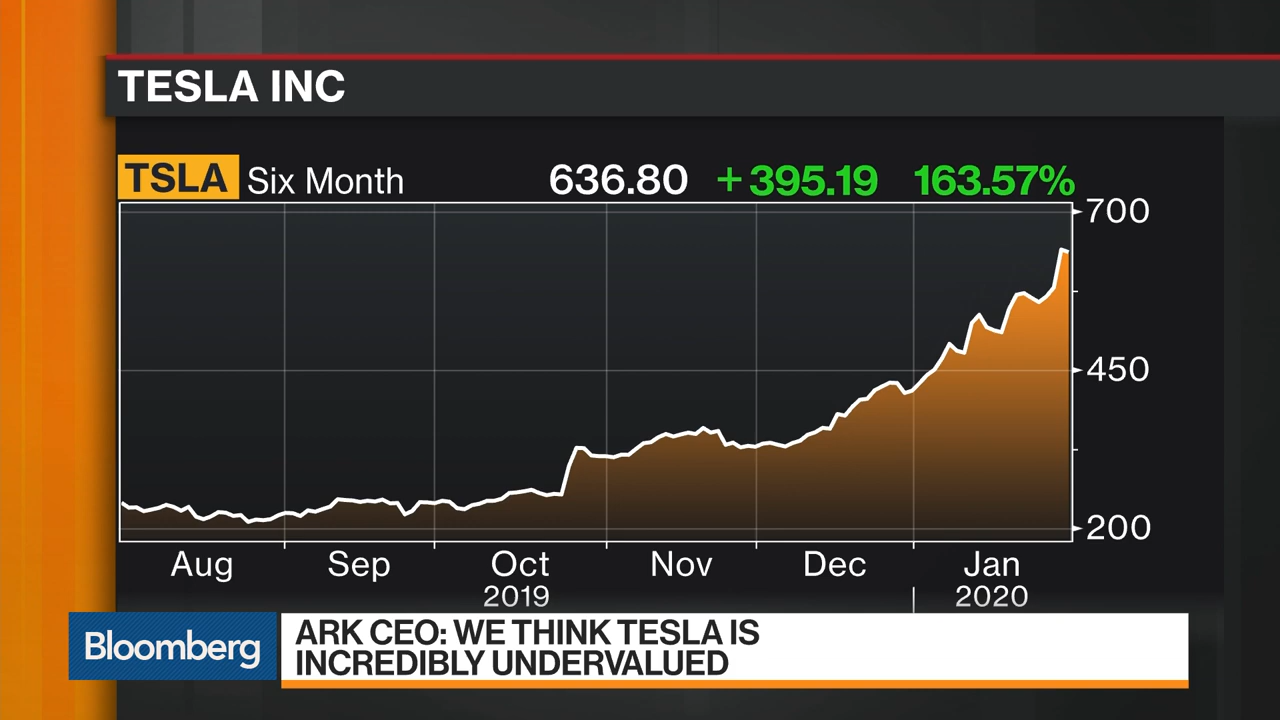 TESLA INC
TSLA Six Month 636.80 +395.19 163.57%
700
450
200
Aug Sep Oct Nov Dec Jan
2019 2020
Bloomberg
ARK CEO: WE THINK TESLA IS
INCREDIBLY UNDERVALUED